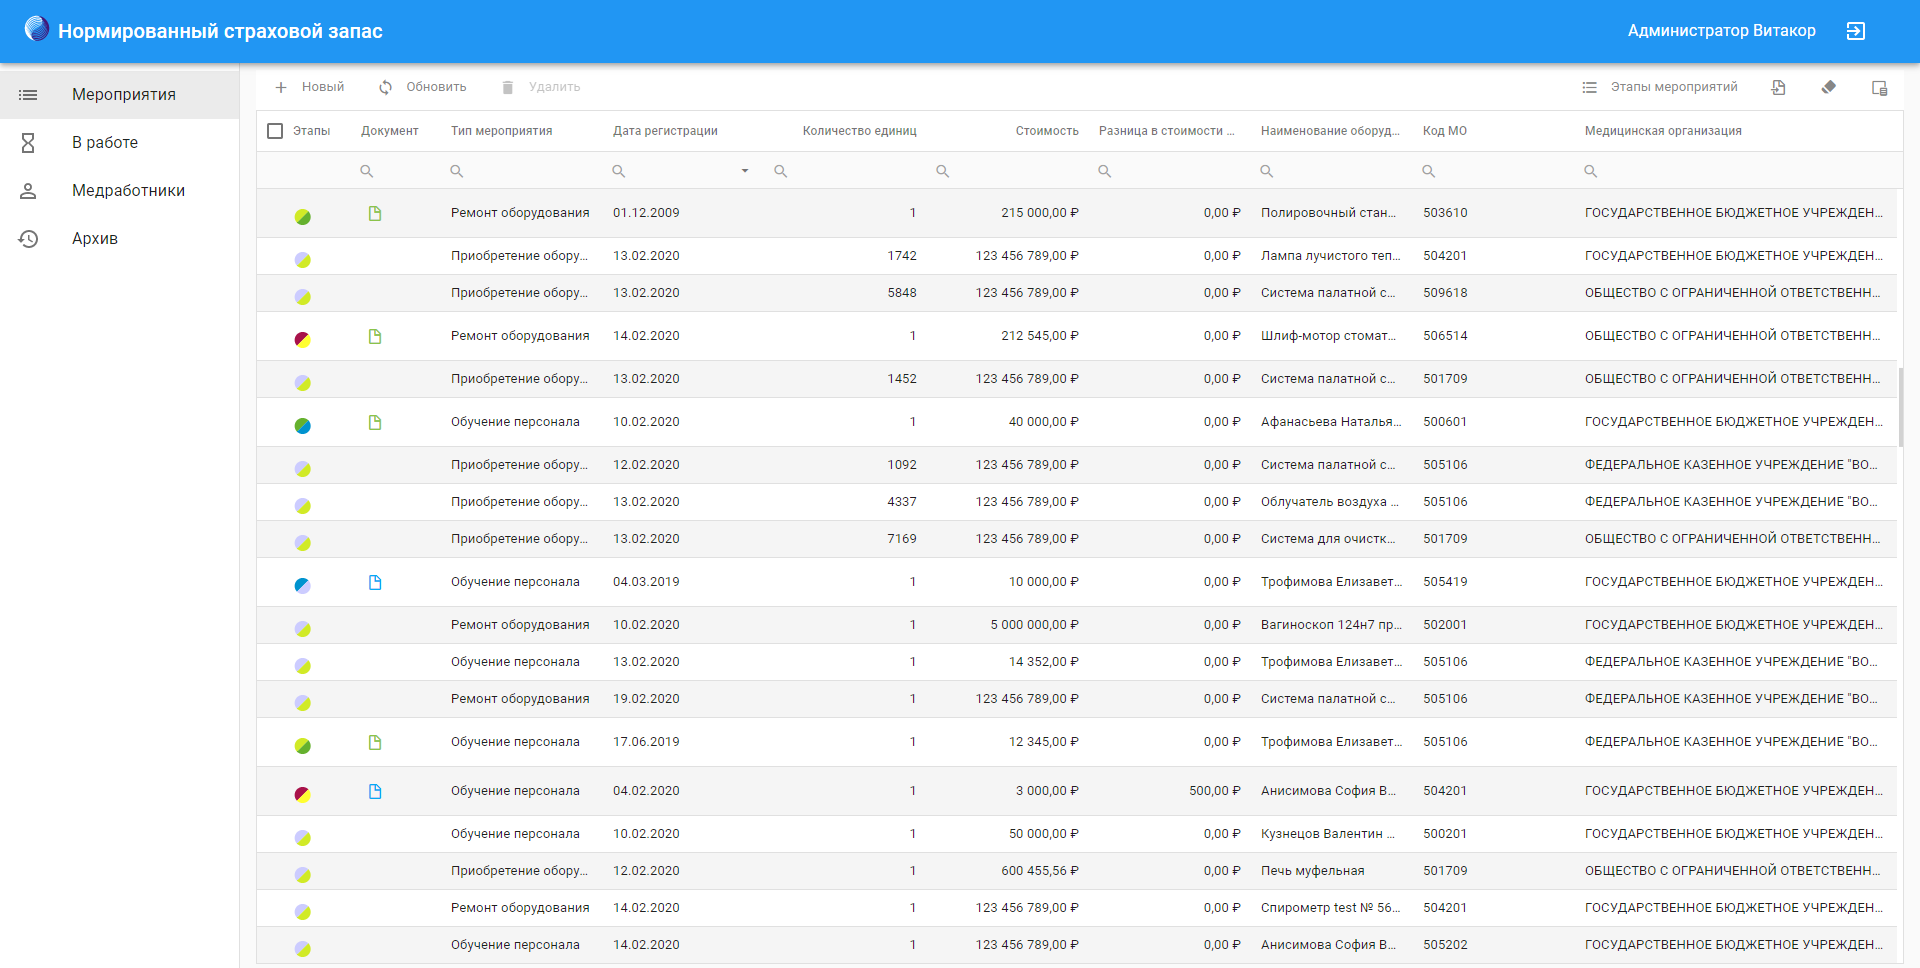 Нормированный страховой запас
Администратор Витакор
Мероприятия
В работе
Медработники
Архив
Новый Обновить Удалить Этапы мероприятий
Этапы Документ Тип мероприятия Дата регистрации Количество единиц Стоимость Разница в стоимости ... Наименование оборуд... Код МО Медицинская организация
Ремонт оборудования 01.12.2009 1 215 000,00 ₽ 0,00 ₽ Полировочный стан... 503610 ГОСУДАРСТВЕННОЕ БЮДЖЕТНОЕ УЧРЕЖДЕН...
Приобретение обору... 13.02.2020 1742 123 456 789,00 ₽ 0,00 ₽ Лампа лучистого теп... 504201 ГОСУДАРСТВЕННОЕ БЮДЖЕТНОЕ УЧРЕЖДЕН...
Приобретение обору... 13.02.2020 5848 123 456 789,00 ₽ 0,00 ₽ Система палатной с... 509618 ОБЩЕСТВО С ОГРАНИЧЕННОЙ ОТВЕТСТВЕНН...
Ремонт оборудования 14.02.2020 1 212 545,00 ₽ 0,00 ₽ Шлиф-мотор стомат... 506514 ОБЩЕСТВО С ОГРАНИЧЕННОЙ ОТВЕТСТВЕНН...
Приобретение обору... 13.02.2020 1452 123 456 789,00 ₽ 0,00 ₽ Система палатной с... 501709 ОБЩЕСТВО С ОГРАНИЧЕННОЙ ОТВЕТСТВЕНН...
Обучение персонала 10.02.2020 1 40 000,00 ₽ 0,00 ₽ Афанасьева Наталья... 500601 ГОСУДАРСТВЕННОЕ БЮДЖЕТНОЕ УЧРЕЖДЕН...
Приобретение обору... 12.02.2020 1092 123 456 789,00 ₽ 0,00 ₽ Система палатной с... 505106 ФЕДЕРАЛЬНОЕ КАЗЕННОЕ УЧРЕЖДЕНИЕ "ВО...
Приобретение обору... 13.02.2020 4337 123 456 789,00 ₽ 0,00 ₽ Облучатель воздуха ... 505106 ФЕДЕРАЛЬНОЕ КАЗЕННОЕ УЧРЕЖДЕНИЕ "ВО...
Приобретение обору... 13.02.2020 7169 123 456 789,00 ₽ 0,00 ₽ Система для очистк... 501709 ОБЩЕСТВО С ОГРАНИЧЕННОЙ ОТВЕТСТВЕНН...
Обучение персонала 04.03.2019 1 10 000,00 ₽ 0,00 ₽ Трофимова Елизавет... 505419 ГОСУДАРСТВЕННОЕ БЮДЖЕТНОЕ УЧРЕЖДЕН...
Ремонт оборудования 10.02.2020 1 5 000 000,00 ₽ 0,00 ₽ Вагиноскоп 124н7 пр... 502001 ГОСУДАРСТВЕННОЕ БЮДЖЕТНОЕ УЧРЕЖДЕН...
Обучение персонала 13.02.2020 1 14 352,00 ₽ 0,00 ₽ Трофимова Елизавет... 505106 ФЕДЕРАЛЬНОЕ КАЗЕННОЕ УЧРЕЖДЕНИЕ "ВО...
Ремонт оборудования 19.02.2020 1 123 456 789,00 ₽ 0,00 ₽ Система палатной с... 505106 ФЕДЕРАЛЬНОЕ КАЗЕННОЕ УЧРЕЖДЕНИЕ "ВО...
Обучение персонала 17.06.2019 1 12 345,00 ₽ 0,00 ₽ Трофимова Елизавет... 505106 ФЕДЕРАЛЬНОЕ КАЗЕННОЕ УЧРЕЖДЕНИЕ "ВО...
Обучение персонала 04.02.2020 1 3 000,00 ₽ 500,00 ₽ Анисимова София В... 504201 ГОСУДАРСТВЕННОЕ БЮДЖЕТНОЕ УЧРЕЖДЕН...
Обучение персонала 10.02.2020 1 50 000,00 ₽ 0,00 ₽ Кузнецов Валентин ... 500201 ГОСУДАРСТВЕННОЕ БЮДЖЕТНОЕ УЧРЕЖДЕН...
Приобретение обору... 12.02.2020 1 600 455,56 ₽ 0,00 ₽ Печь муфельная 501709 ОБЩЕСТВО С ОГРАНИЧЕННОЙ ОТВЕТСТВЕНН...
Ремонт оборудования 14.02.2020 1 123 456 789,00 ₽ 0,00 ₽ Спирометр test № 56... 504201 ГОСУДАРСТВЕННОЕ БЮДЖЕТНОЕ УЧРЕЖДЕН...
Обучение персонала 14.02.2020 1 123 456 789,00 ₽ 0,00 ₽ Анисимова София В... 505202 ГОСУДАРСТВЕННОЕ БЮДЖЕТНОЕ УЧРЕЖДЕН...